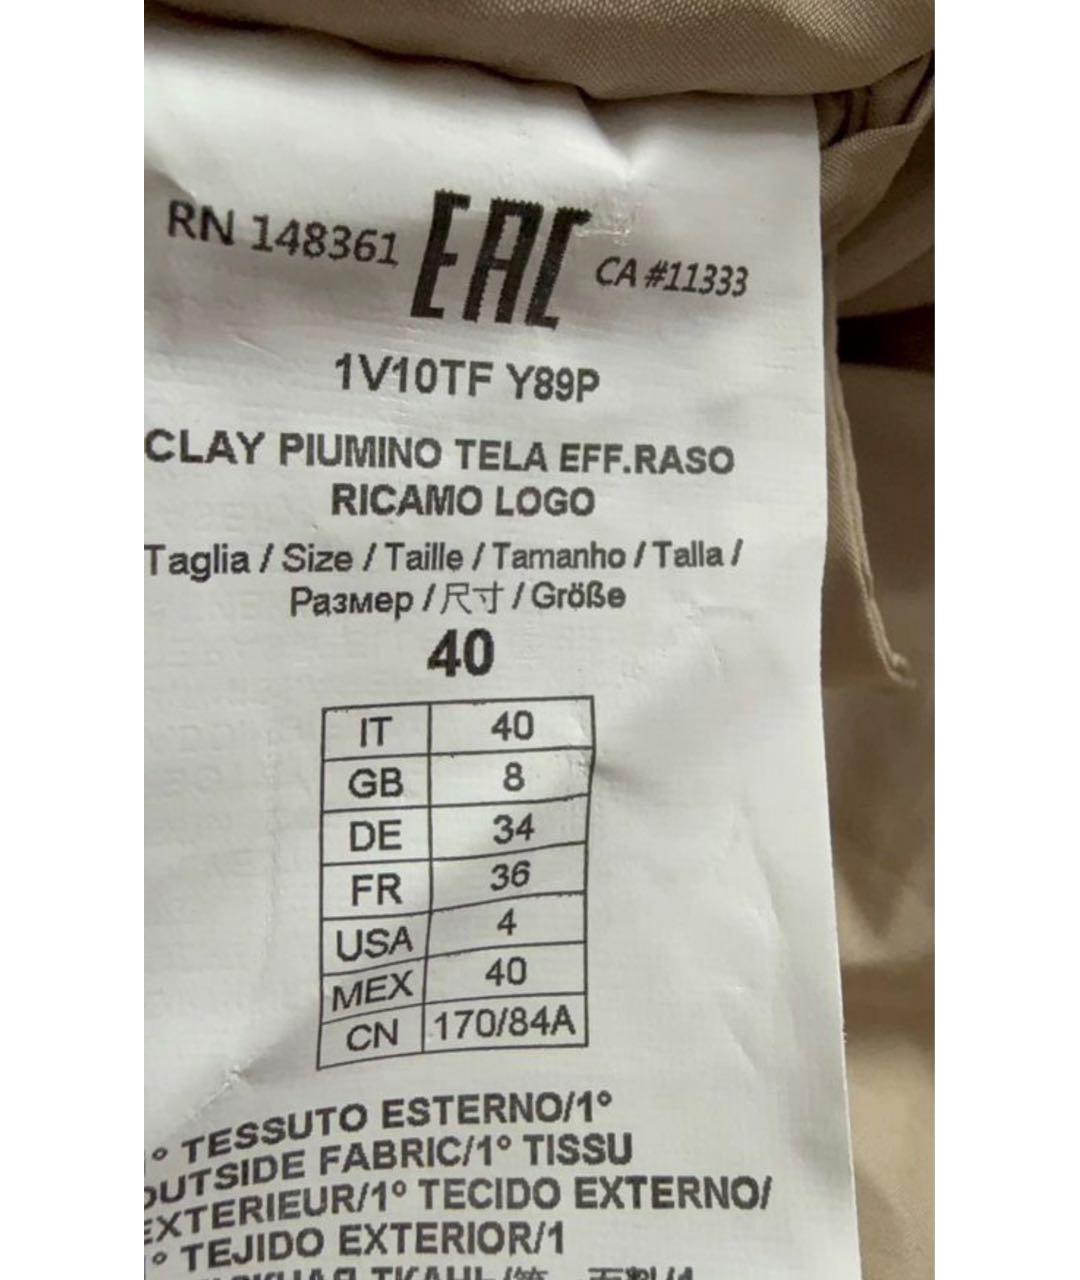 RN 148361 EAC CA #11333
1V10TF Y89P
CLAY PIUMINO TELA EFF.RASO
RICAMO LOGO
Taglia / Size / Taille / Tamanho / Talla /
Размер / 尺寸 / Größe
40
IT 40
GB 8
DE 34
FR 36
USA 4
MEX 40
CN 170/84A
° TESSUTO ESTERNO/1°
OUTSIDE FABRIC/1° TISSU
EXTERIEUR/1° TECIDO EXTERNO/
° TEJIDO EXTERIOR/1
ТКАНЬ